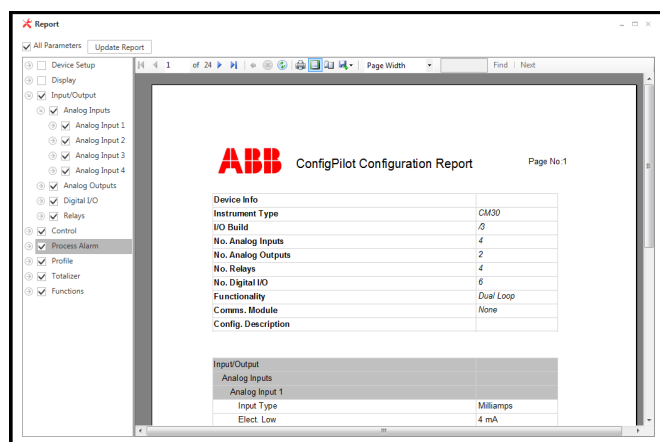 Report
All Parameters Update Report
Device Setup
Display
Input/Output
Analog Inputs
Analog Input 1
Analog Input 2
Analog Input 3
Analog Input 4
Analog Outputs
Digital I/O
Relays
Control
Process Alarm
Profile
Totalizer
Functions
1 of 24 Page Width Find | Next
ABB ConfigPilot Configuration Report Page No:1
Device Info
Instrument Type CM30
I/O Build /3
No. Analog Inputs 4
No. Analog Outputs 2
No. Relays 4
No. Digital I/O 6
Functionality Dual Loop
Comms. Module None
Config. Description
Input/Output
Analog Inputs
Analog Input 1
Input Type Milliamps
Elect. Low 4 mA